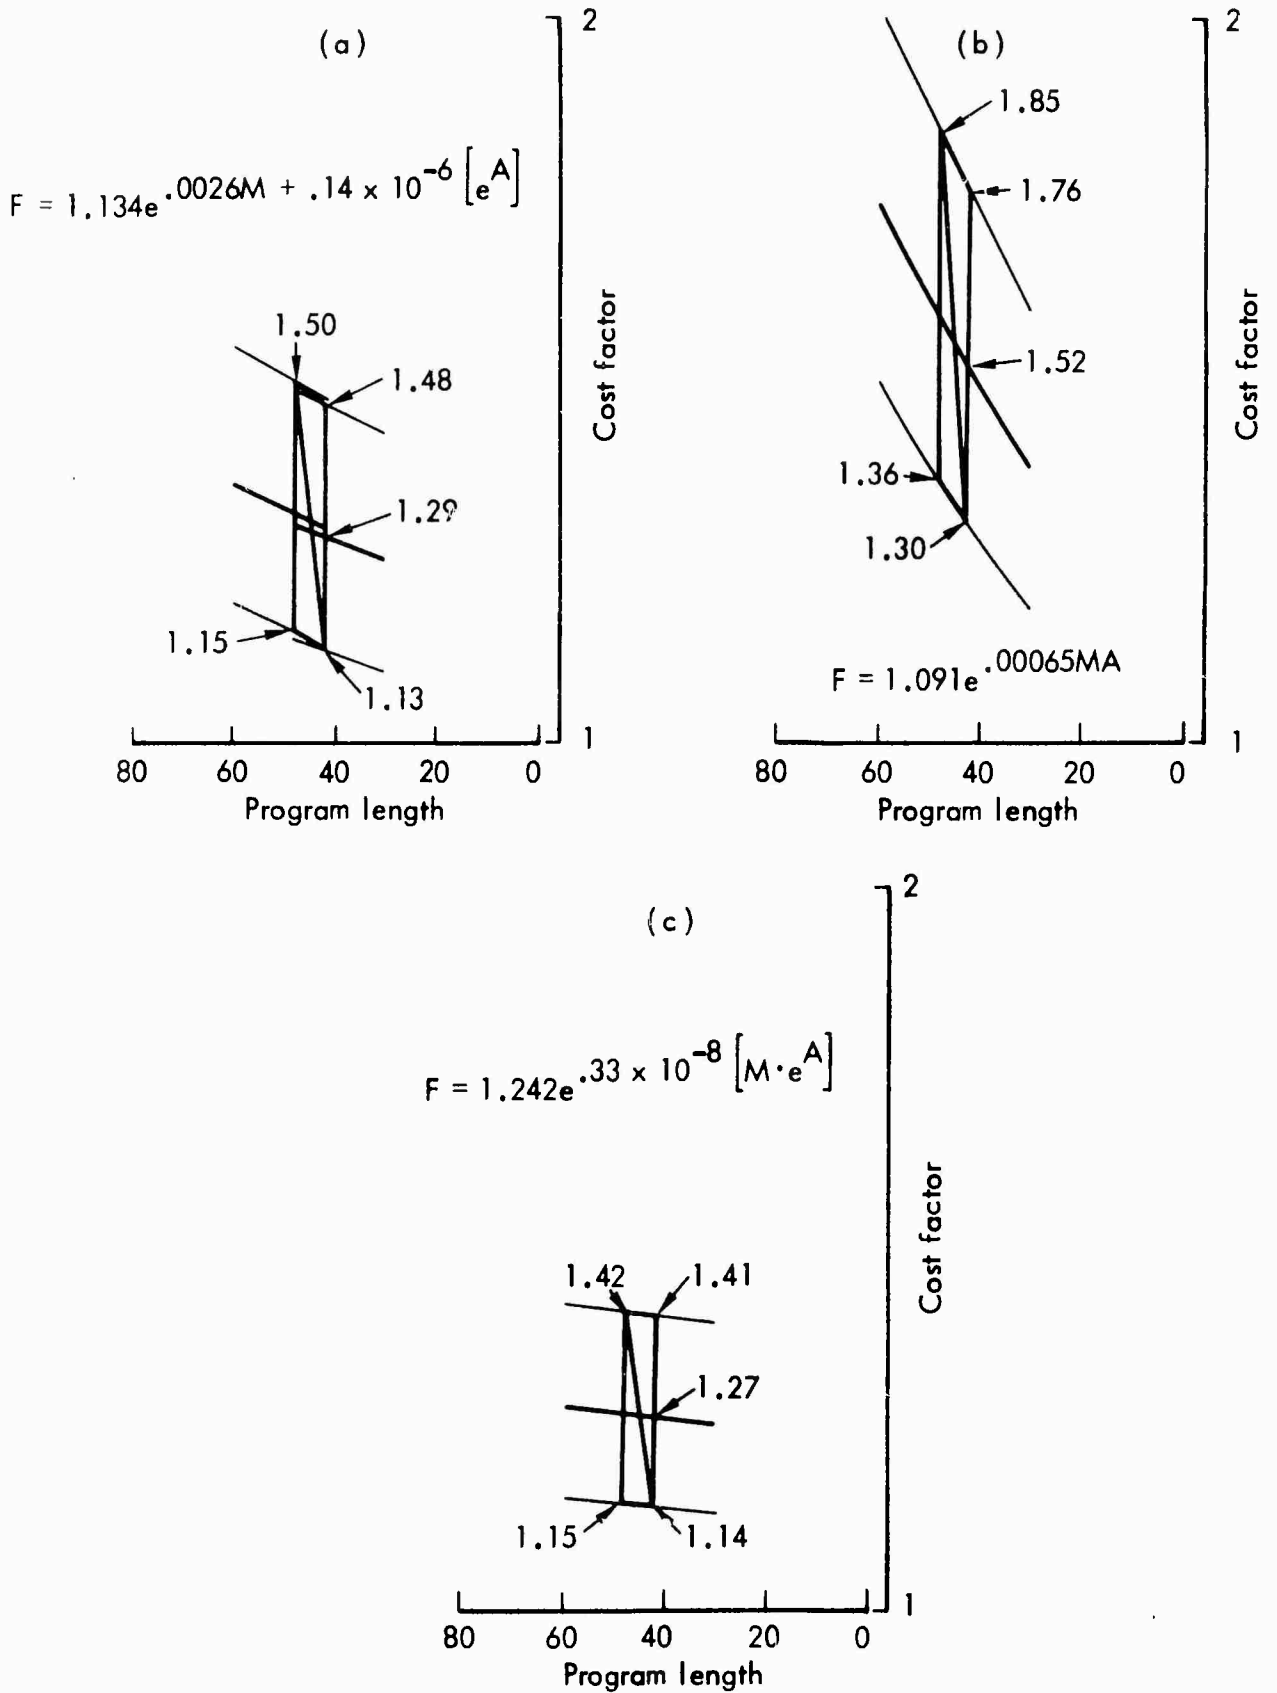 (a)
2
F = 1.134e^.0026M + .14 x 10^-6 [e^A]
1.50
1.48
1.29
1.15
1.13
Cost factor
1
80 60 40 20 0
Program length
(b)
2
1.85
1.76
1.52
1.36
1.30
F = 1.091e^.00065MA
Cost factor
1
80 60 40 20 0
Program length
(c)
2
F = 1.242e^.33 x 10^-8 [M·e^A]
1.42 1.41
1.27
1.15 1.14
Cost factor
1
80 60 40 20 0
Program length